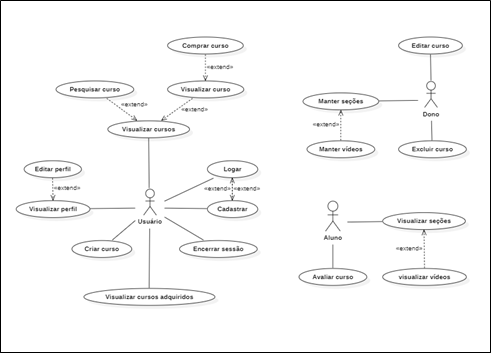 Comprar curso
«extend»
Pesquisar curso
Visualizar curso
«extend»
«extend»
Visualizar cursos
Editar perfil
«extend»
Visualizar perfil
Logar
«extend»
«extend»
Cadastrar
Usuário
Criar curso
Encerrar sessão
Visualizar cursos adquiridos
Editar curso
Manter seções
Dono
«extend»
Manter vídeos
Excluir curso
Aluno
Visualizar seções
«extend»
Avaliar curso
visualizar vídeos